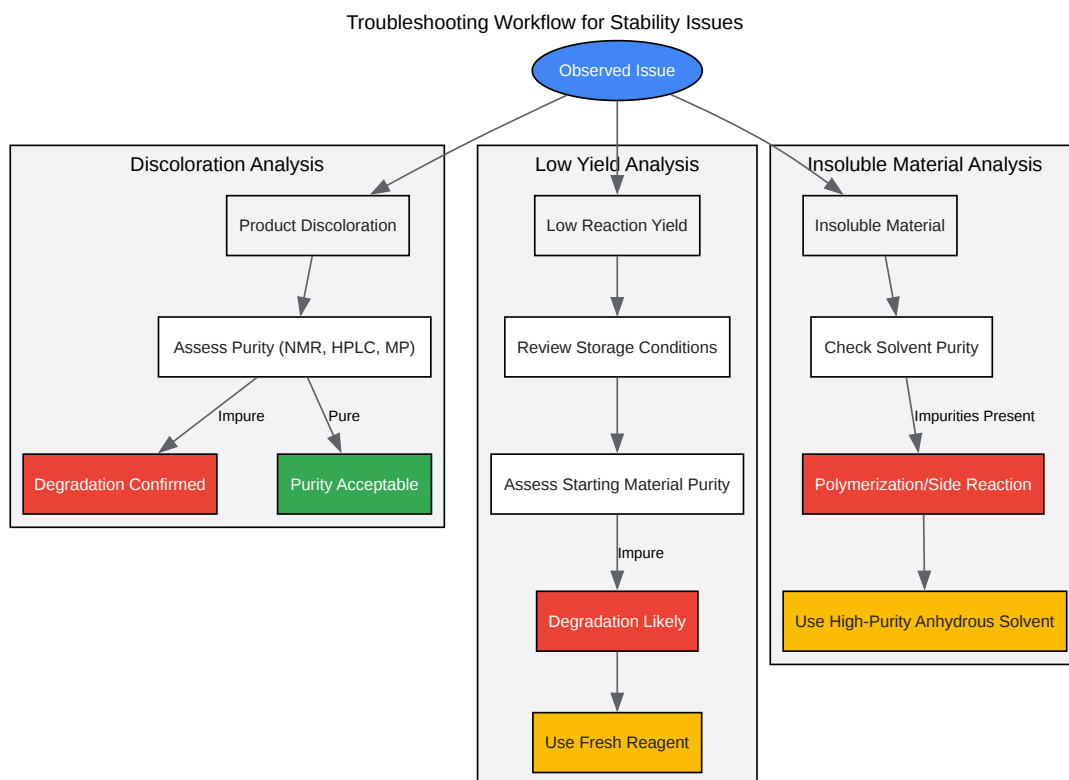 Troubleshooting Workflow for Stability Issues
Observed Issue
Discoloration Analysis
Product Discoloration
Assess Purity (NMR, HPLC, MP)
Impure
Pure
Degradation Confirmed
Purity Acceptable
Low Yield Analysis
Low Reaction Yield
Review Storage Conditions
Assess Starting Material Purity
Impure
Degradation Likely
Use Fresh Reagent
Insoluble Material Analysis
Insoluble Material
Check Solvent Purity
Impurities Present
Polymerization/Side Reaction
Use High-Purity Anhydrous Solvent